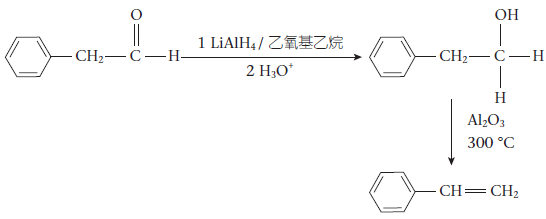 O
CH₂—C—H
1 LiAlH₄ / 乙氧基乙烷
2 H₃O⁺
OH
CH₂—C—H
H
Al₂O₃
300 °C
CH=CH₂